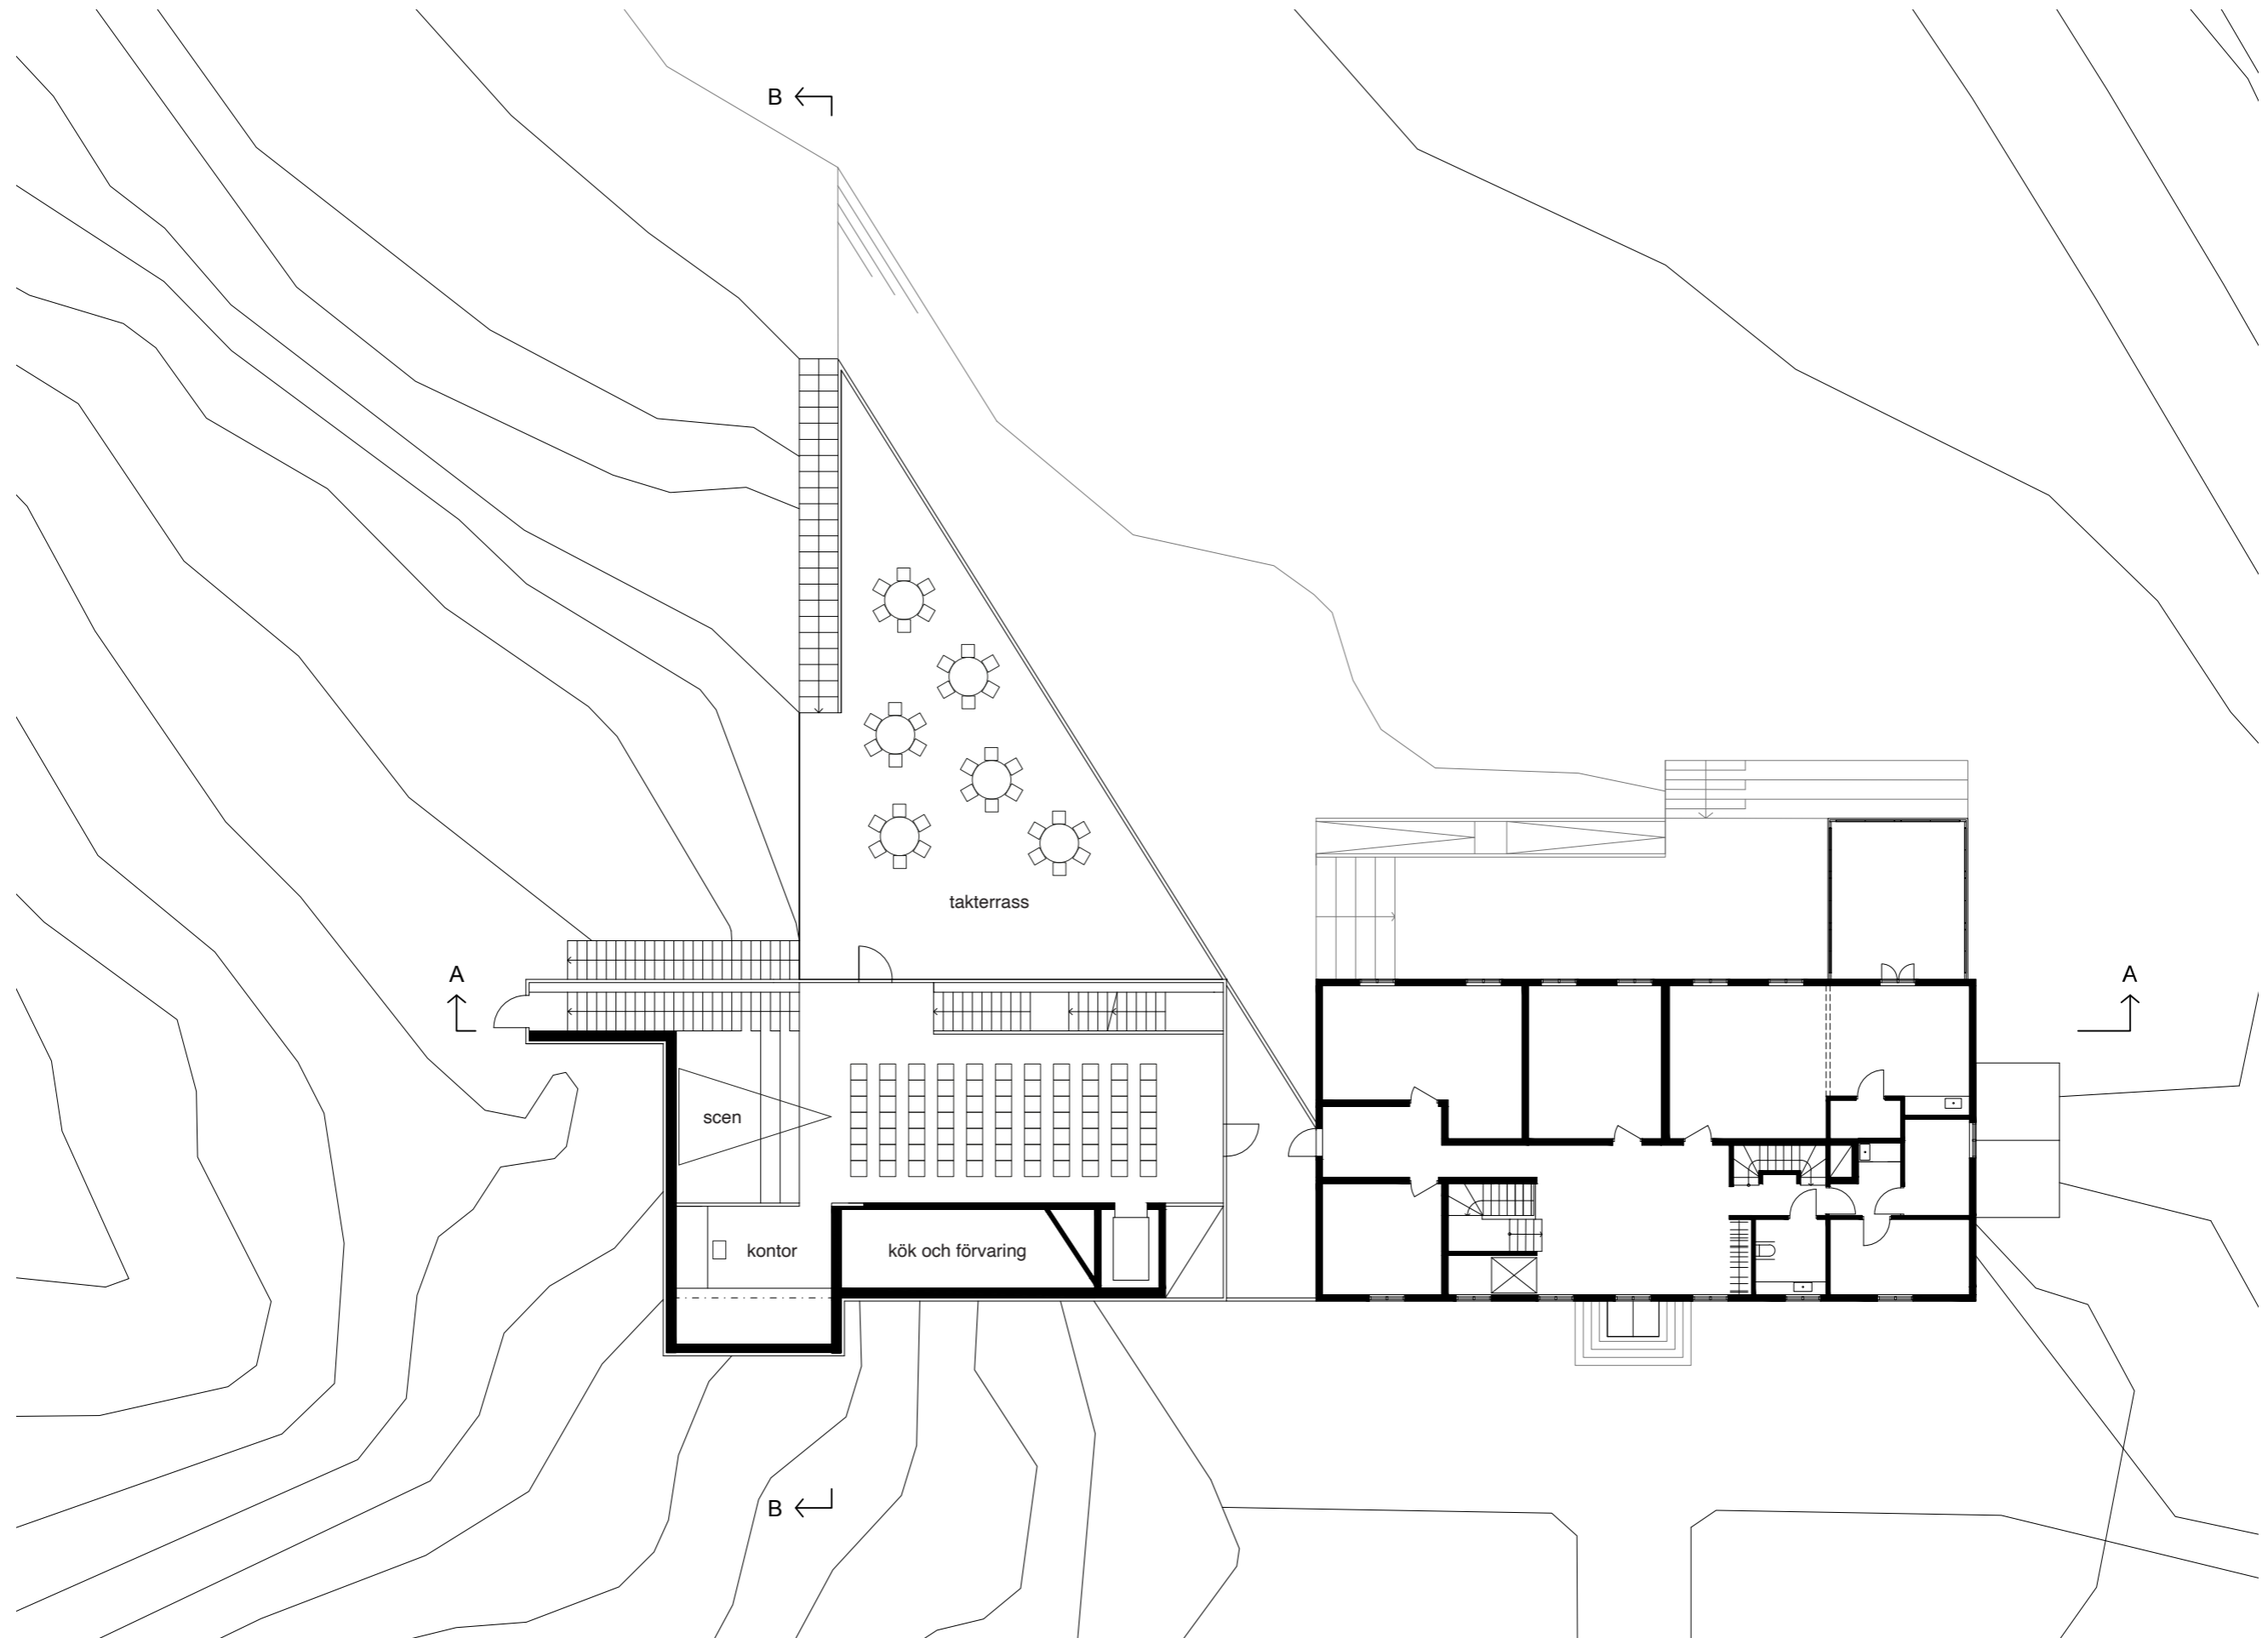 B
takterrass
A
A
scen
kontor
kök och förvaring
B